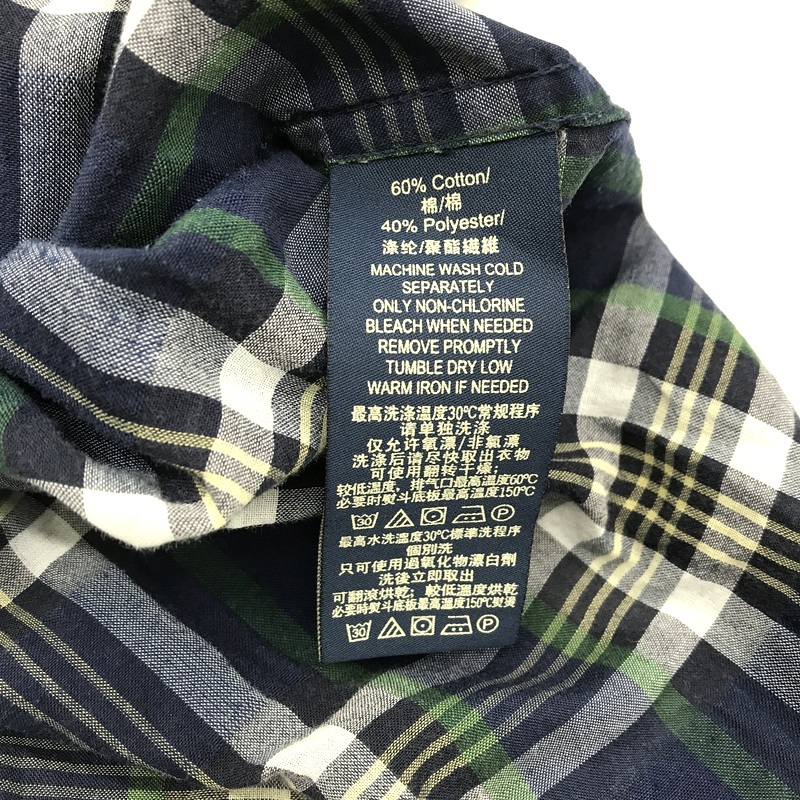 60% Cotton/
棉/棉
40% Polyester/
涤纶/聚酯纖維
MACHINE WASH COLD
SEPARATELY
ONLY NON-CHLORINE
BLEACH WHEN NEEDED
REMOVE PROMPTLY
TUMBLE DRY LOW
WARM IRON IF NEEDED
最高洗涤温度30℃常规程序
请单独洗涤
仅允许氧漂/非氯漂
洗涤后请尽快取出衣物
可使用翻转干燥;
较低温度,排气口最高温度60℃
必要时熨斗底板最高温度150℃
30 P
最高水洗溫度30℃標準洗程序
個別洗
只可使用過氧化物漂白劑
洗後立即取出
可翻滾烘乾;較低溫度烘乾
必要時熨斗底板最高溫度150℃熨燙
30 P